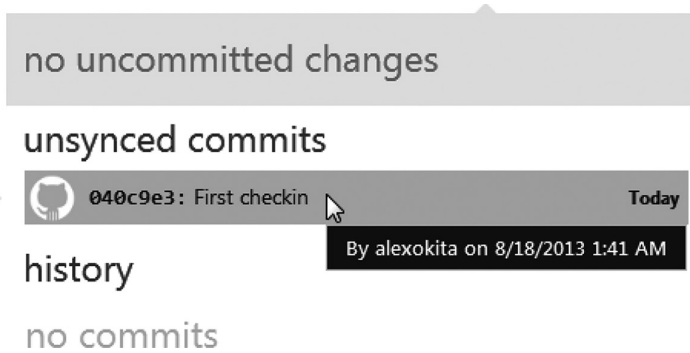 no uncommitted changes
unsynced commits
040c9e3: First checkin Today
By alexokita on 8/18/2013 1:41 AM
history
no commits